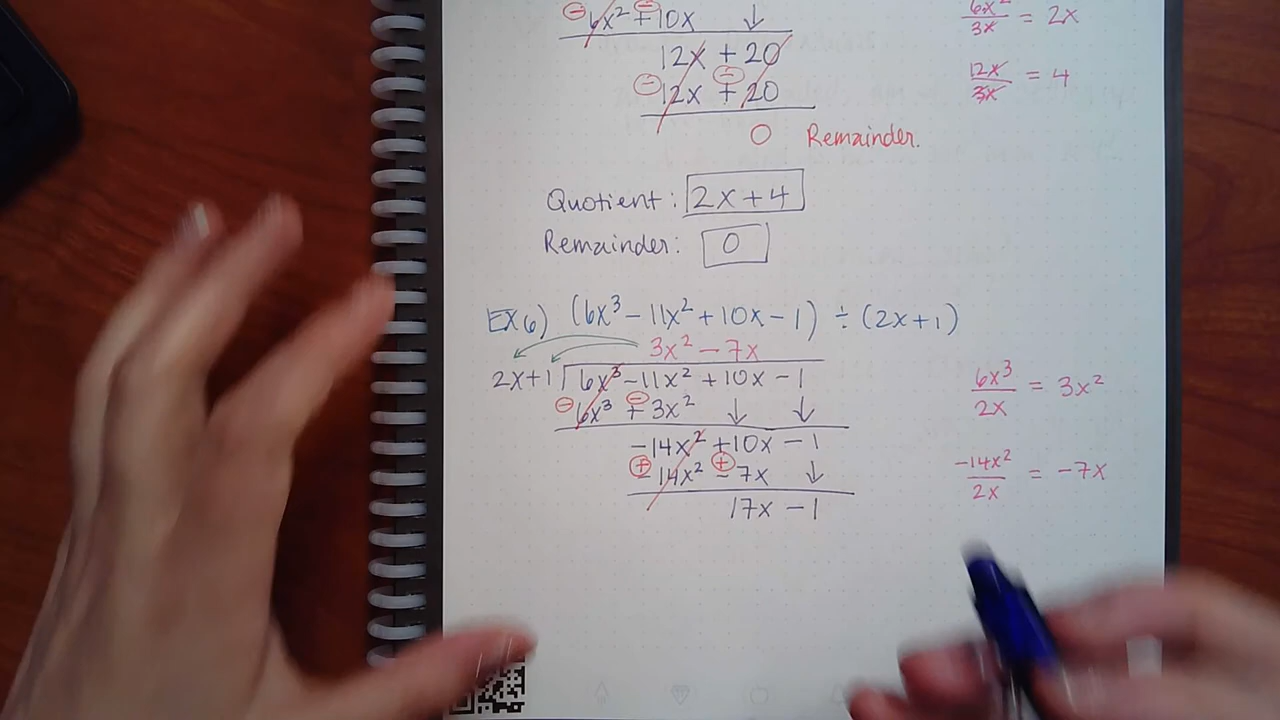 ⊖6x² ⊖+10x ↓ 6x²/3x = 2x
12x + 20
⊖12x ⊖+20 12x/3x = 4
0 Remainder.
Quotient: 2x+4
Remainder: 0
EX6) (6x³ - 11x² + 10x - 1) ÷ (2x+1)
3x² - 7x
2x+1 ) 6x³ - 11x² + 10x - 1 6x³/2x = 3x²
⊖6x³ ⊖+3x² ↓ ↓
-14x² + 10x - 1
⊕-14x² ⊕-7x ↓ -14x²/2x = -7x
17x - 1